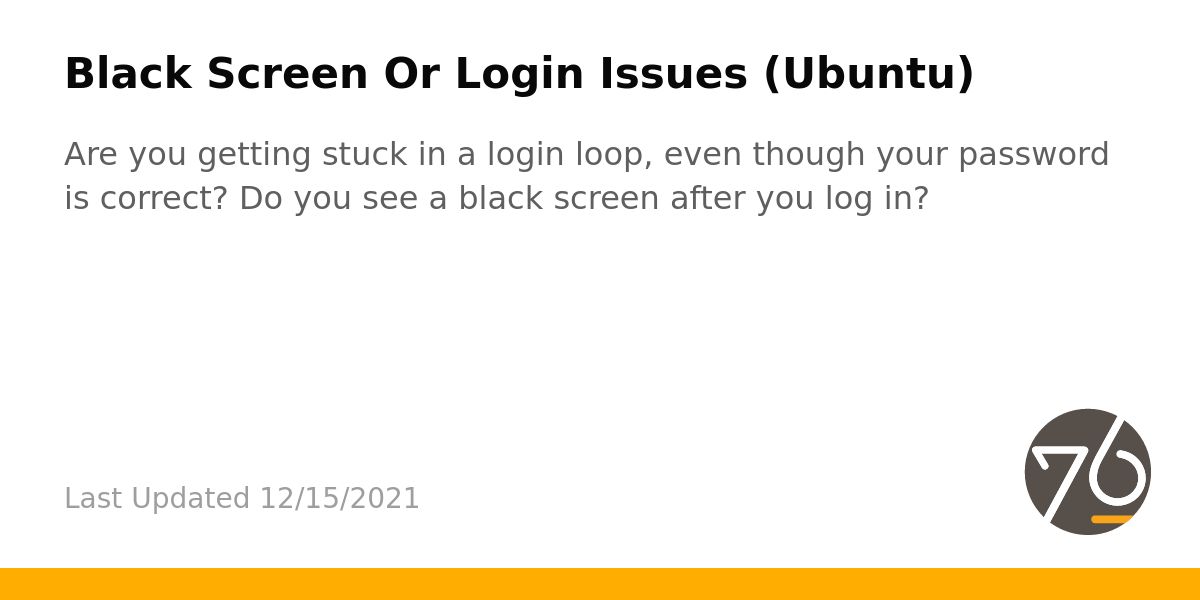 Black Screen Or Login Issues (Ubuntu)
Are you getting stuck in a login loop, even though your password
is correct? Do you see a black screen after you log in?
Last Updated 12/15/2021
76